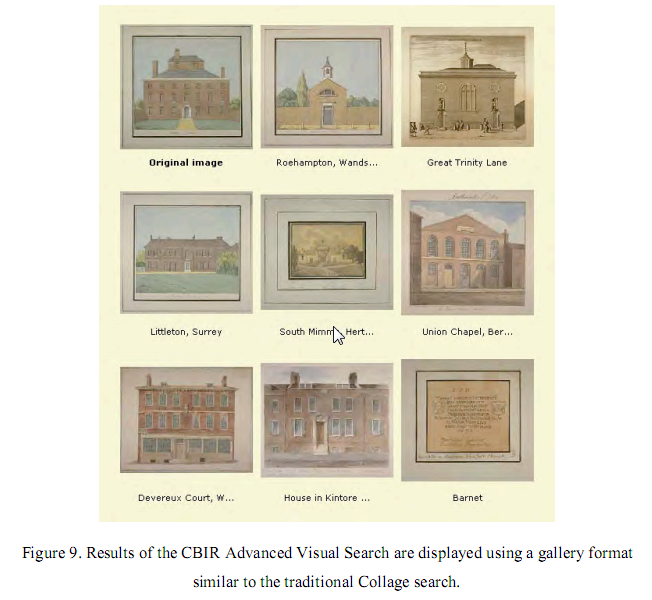 Original image
Roehampton, Wands...
Great Trinity Lane
Littleton, Surrey
South Mimm Hert...
Union Chapel, Ber...
Devereux Court, W...
House in Kintore ...
Barnet
Figure 9. Results of the CBIR Advanced Visual Search are displayed using a gallery format
similar to the traditional Collage search.